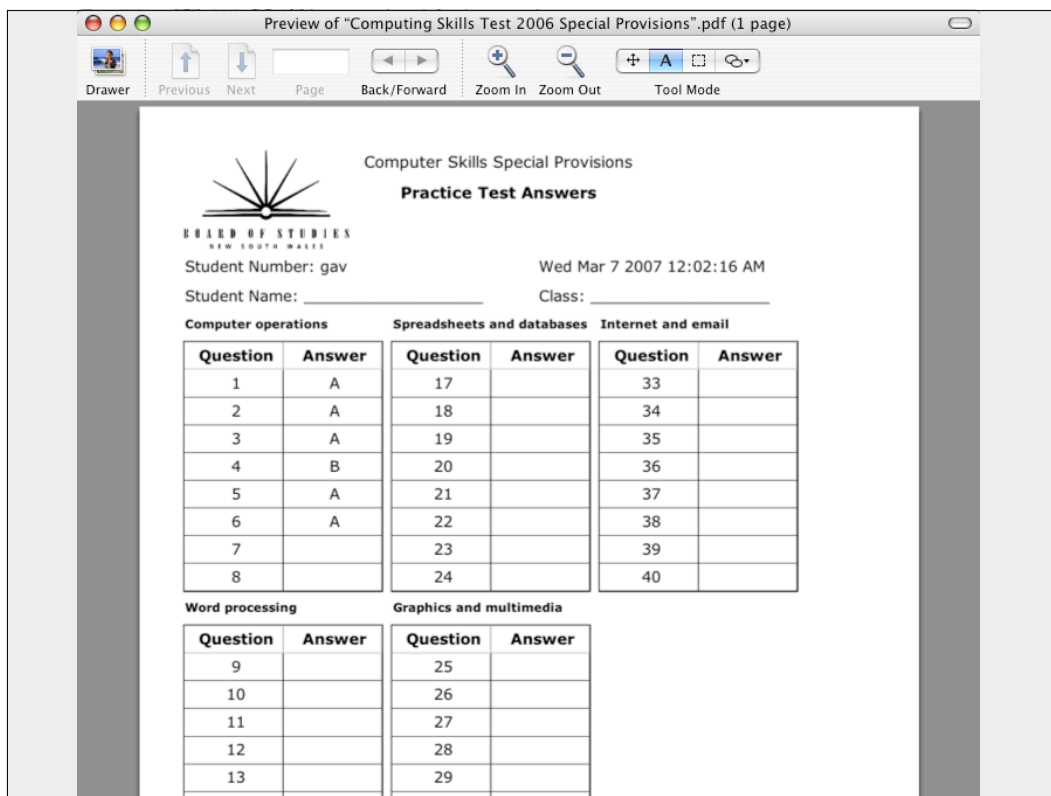 Preview of “Computing Skills Test 2006 Special Provisions”.pdf (1 page)
A
Drawer Previous Next Page Back/Forward Zoom In Zoom Out Tool Mode
Computer Skills Special Provisions
Practice Test Answers
BOARD OF STUDIES
NEW SOUTH WALES
Student Number: gav Wed Mar 7 2007 12:02:16 AM
Student Name: ____________________ Class: ____________________
Computer operations Spreadsheets and databases Internet and email
Question Answer Question Answer Question Answer
1 A 17 33
2 A 18 34
3 A 19 35
4 B 20 36
5 A 21 37
6 A 22 38
7 23 39
8 24 40
Word processing Graphics and multimedia
Question Answer Question Answer
9 25
10 26
11 27
12 28
13 29